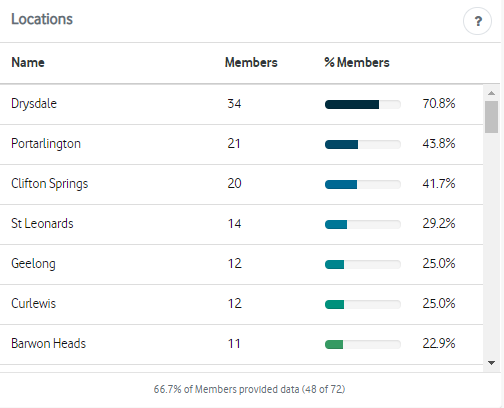 Locations ?
Name Members % Members
Drysdale 34 70.8%
Portarlington 21 43.8%
Clifton Springs 20 41.7%
St Leonards 14 29.2%
Geelong 12 25.0%
Curlewis 12 25.0%
Barwon Heads 11 22.9%
66.7% of Members provided data (48 of 72)